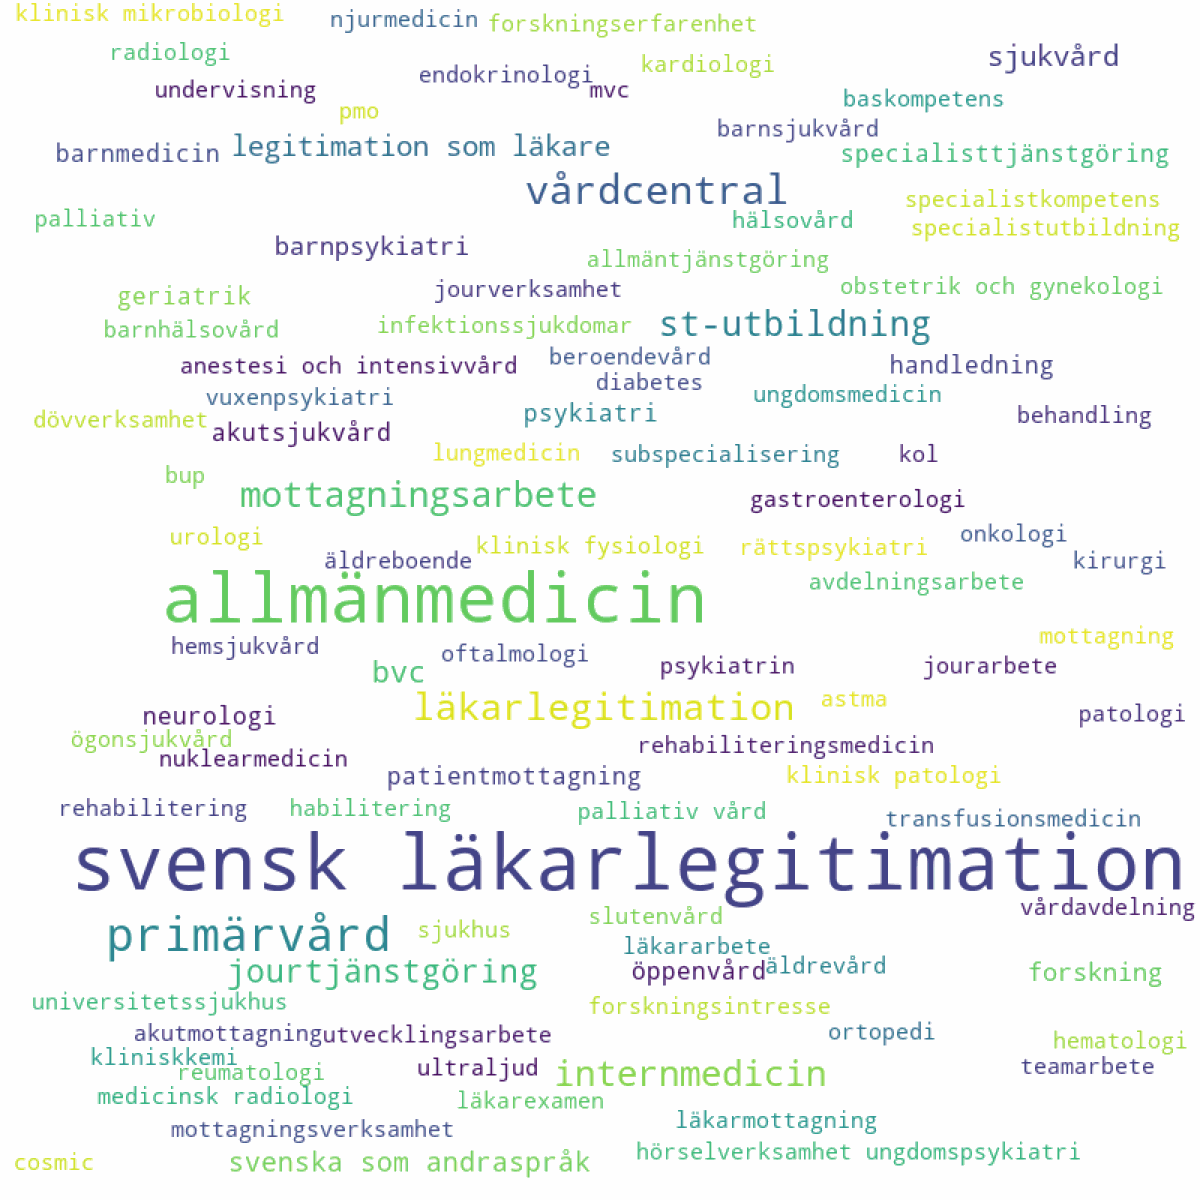 klinisk mikrobiologi
njurmedicin
forskningserfarenhet
radiologi
sjukvård
kardiologi
endokrinologi
undervisning
mvc
baskompetens
pmo
barnsjukvård
barnmedicin
legitimation som läkare
specialisttjänstgöring
vårdcentral
specialistkompetens
palliativ
hälsovård
specialistutbildning
barnpsykiatri
allmäntjänstgöring
jourverksamhet
obstetrik och gynekologi
geriatrik
barnhälsovård
infektionssjukdomar
st-utbildning
anestesi och intensivvård
beroendevård
handledning
diabetes
vuxenpsykiatri
ungdomsmedicin
dövverksamhet
psykiatri
behandling
akutsjukvård
lungmedicin
subspecialisering
kol
bup
mottagningsarbete
gastroenterologi
urologi
onkologi
klinisk fysiologi
rättspsykiatri
äldreboende
kirurgi
avdelningsarbete
allmänmedicin
mottagning
hemsjukvård
oftalmologi
bvc
psykiatrin
jourarbete
läkarlegitimation
astma
neurologi
patologi
ögonsjukvård
rehabiliteringsmedicin
nuklearmedicin
patientmottagning
klinisk patologi
rehabilitering
habilitering
palliativ vård
transfusionsmedicin
svensk läkarlegitimation
vårdavdelning
slutenvård
primärvård
sjukhus
läkararbete
jourtjänstgöring
öppenvård
äldrevård
forskning
universitetssjukhus
forskningsintresse
akutmottagning
utvecklingsarbete
ortopedi
hematologi
kliniskkemi
reumatologi
ultraljud
internmedicin
teamarbete
medicinsk radiologi
läkarexamen
läkarmottagning
mottagningsverksamhet
hörselverksamhet
ungdomspsykiatri
cosmic
svenska som andraspråk